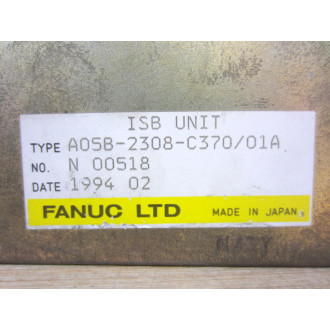 ISB UNIT
TYPE A05B-2308-C370/01A
NO. N 00518
DATE 1994 02
FANUC LTD MADE IN JAPAN